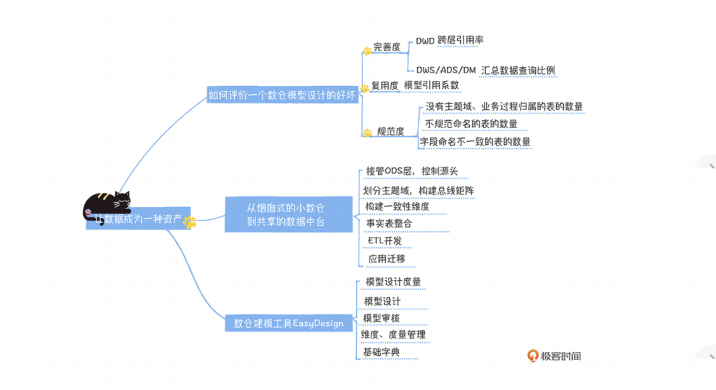 完善度
DWD 跨层引用率
DWS/ADS/DM 汇总数据查询比例
如何评价一个数仓模型设计的好坏
复用度 模型引用系数
规范度
没有主题域、业务过程归属的表的数量
不规范命名的表的数量
字段命名不一致的表的数量
让数据成为一种资产
从烟囱式的小数仓
到共享的数据中台
接管ODS层，控制源头
划分主题域，构建总线矩阵
构建一致性维度
事实表整合
ETL开发
应用迁移
数仓建模工具EasyDesign
模型设计度量
模型设计
模型审核
维度、度量管理
基础字典
极客时间